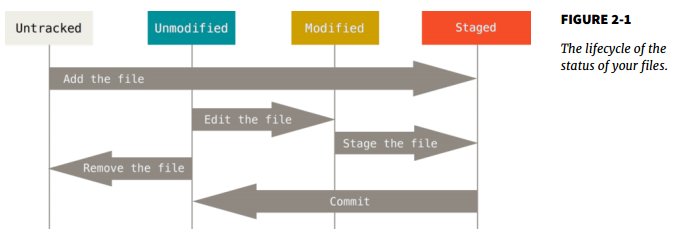 Untracked
Unmodified
Modified
Staged
Add the file
Edit the file
Stage the file
Remove the file
Commit
FIGURE 2-1
The lifecycle of the
status of your files.